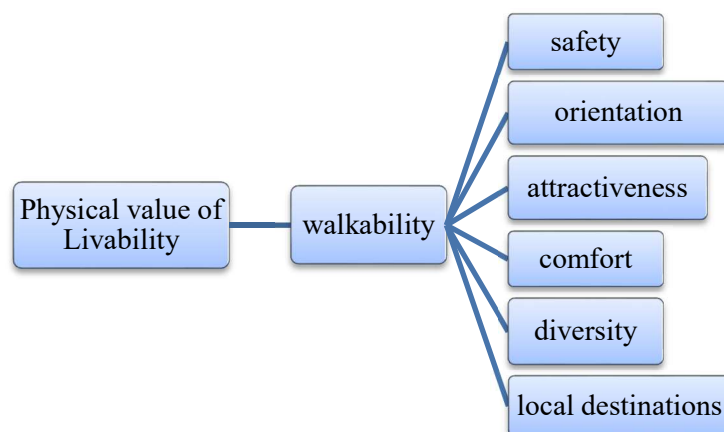 Physical value of
Livability
walkability
safety
orientation
attractiveness
comfort
diversity
local destinations